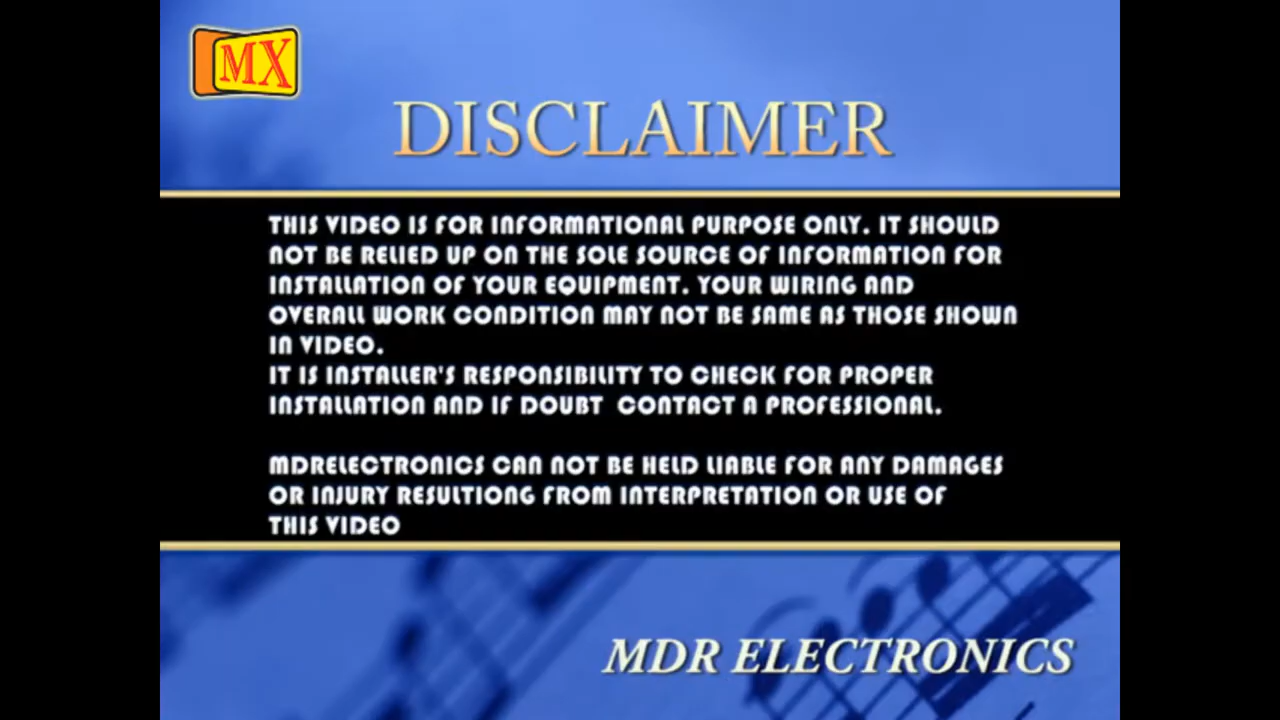 MX
DISCLAIMER
THIS VIDEO IS FOR INFORMATIONAL PURPOSE ONLY. IT SHOULD
NOT BE RELIED UP ON THE SOLE SOURCE OF INFORMATION FOR
INSTALLATION OF YOUR EQUIPMENT. YOUR WIRING AND
OVERALL WORK CONDITION MAY NOT BE SAME AS THOSE SHOWN
IN VIDEO.
IT IS INSTALLER'S RESPONSIBILITY TO CHECK FOR PROPER
INSTALLATION AND IF DOUBT CONTACT A PROFESSIONAL.
MDRELECTRONICS CAN NOT BE HELD LIABLE FOR ANY DAMAGES
OR INJURY RESULTIONG FROM INTERPRETATION OR USE OF
THIS VIDEO
MDR ELECTRONICS